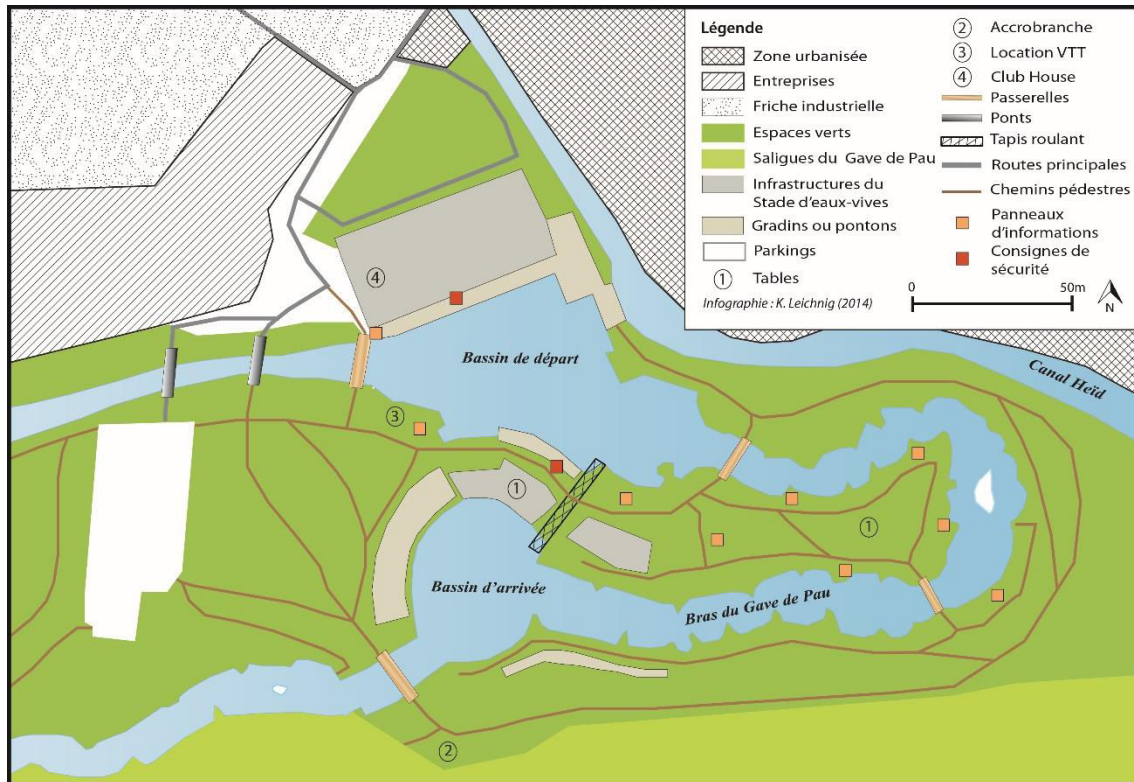 Légende
Zone urbanisée
Entreprises
Friche industrielle
Espaces verts
Saligues du Gave de Pau
Infrastructures du
Stade d'eaux-vives
Gradins ou pontons
Parkings
1 Tables
Infographie : K. Leichnig (2014)
2 Accrobranche
3 Location VTT
4 Club House
Passerelles
Ponts
Tapis roulant
Routes principales
Chemins pédestres
Panneaux
d'informations
Consignes de
sécurité
0 50m
N
4
Bassin de départ
Canal Heïd
3
1
1
Bassin d'arrivée
Bras du Gave de Pau
2